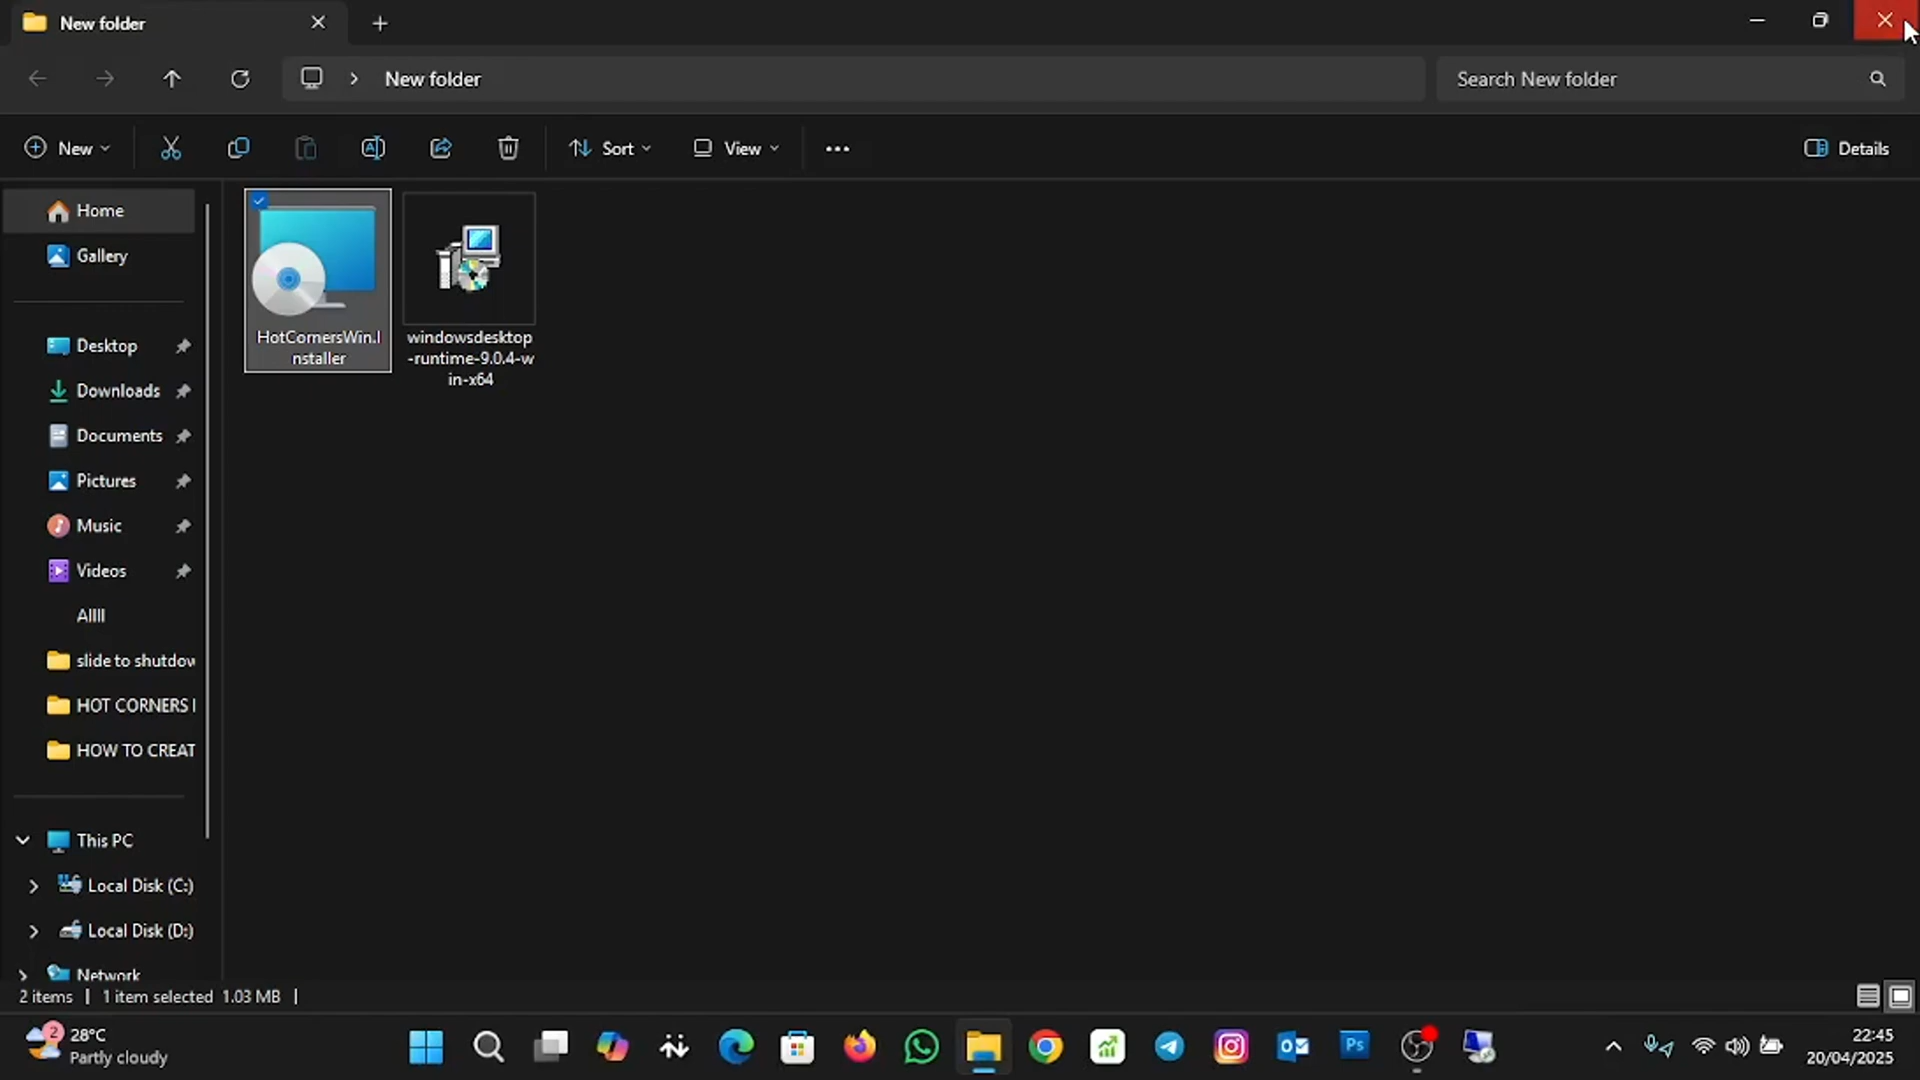 New folder
New folder
Search New folder
New
Sort
View
Details
Home
Gallery
Desktop
Downloads
Documents
Pictures
Music
Videos
Allll
slide to shutdow
HOT CORNERS
HOW TO CREAT
This PC
Local Disk (C:)
Local Disk (D:)
Network
HotCornersWin.I
nstaller
windowsdesktop
-runtime-9.0.4-w
in-x64
2 items
1 item selected 1.03 MB
2
28°C
Partly cloudy
Ps
22:45
20/04/2025